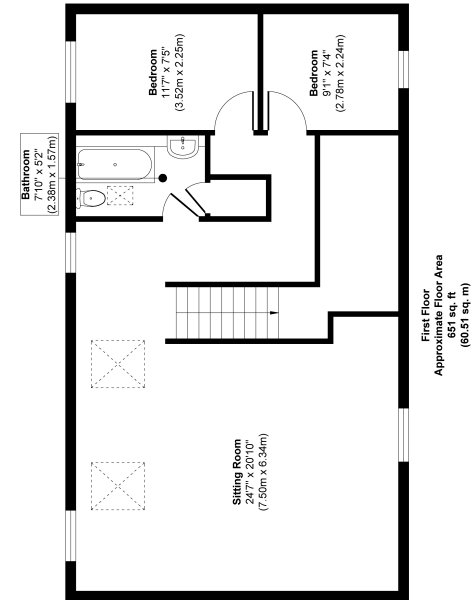 Bedroom
11'7" x 7'5"
(3.52m x 2.25m)
Bedroom
9'1" x 7'4"
(2.78m x 2.24m)
Bathroom
7'10" x 5'2"
(2.38m x 1.57m)
Sitting Room
24'7" x 20'10"
(7.50m x 6.34m)
First Floor
Approximate Floor Area
651 sq. ft
(60.51 sq. m)